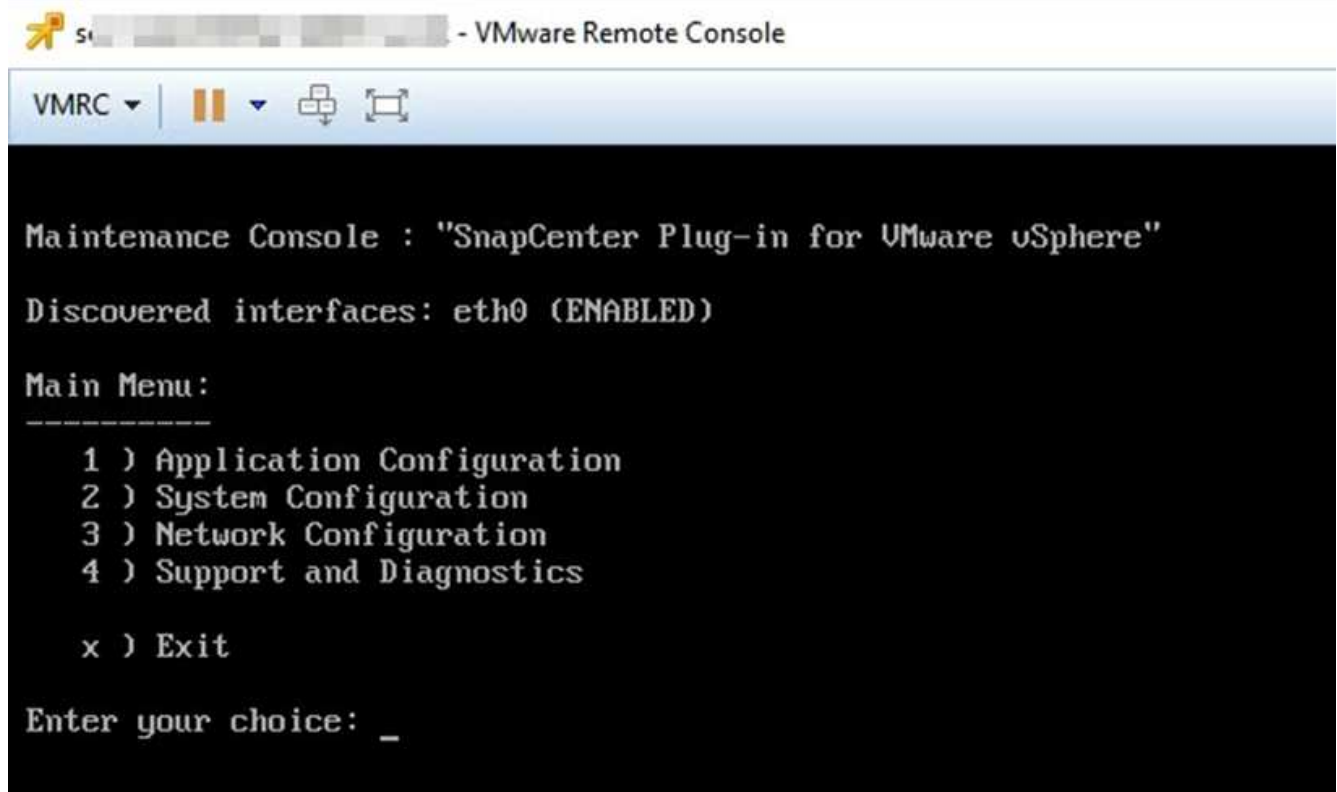 - VMware Remote Console
VMRC
Maintenance Console : "SnapCenter Plug-in for VMware vSphere"
Discovered interfaces: eth0 (ENABLED)
Main Menu:
----------
1 ) Application Configuration
2 ) System Configuration
3 ) Network Configuration
4 ) Support and Diagnostics
x ) Exit
Enter your choice: _